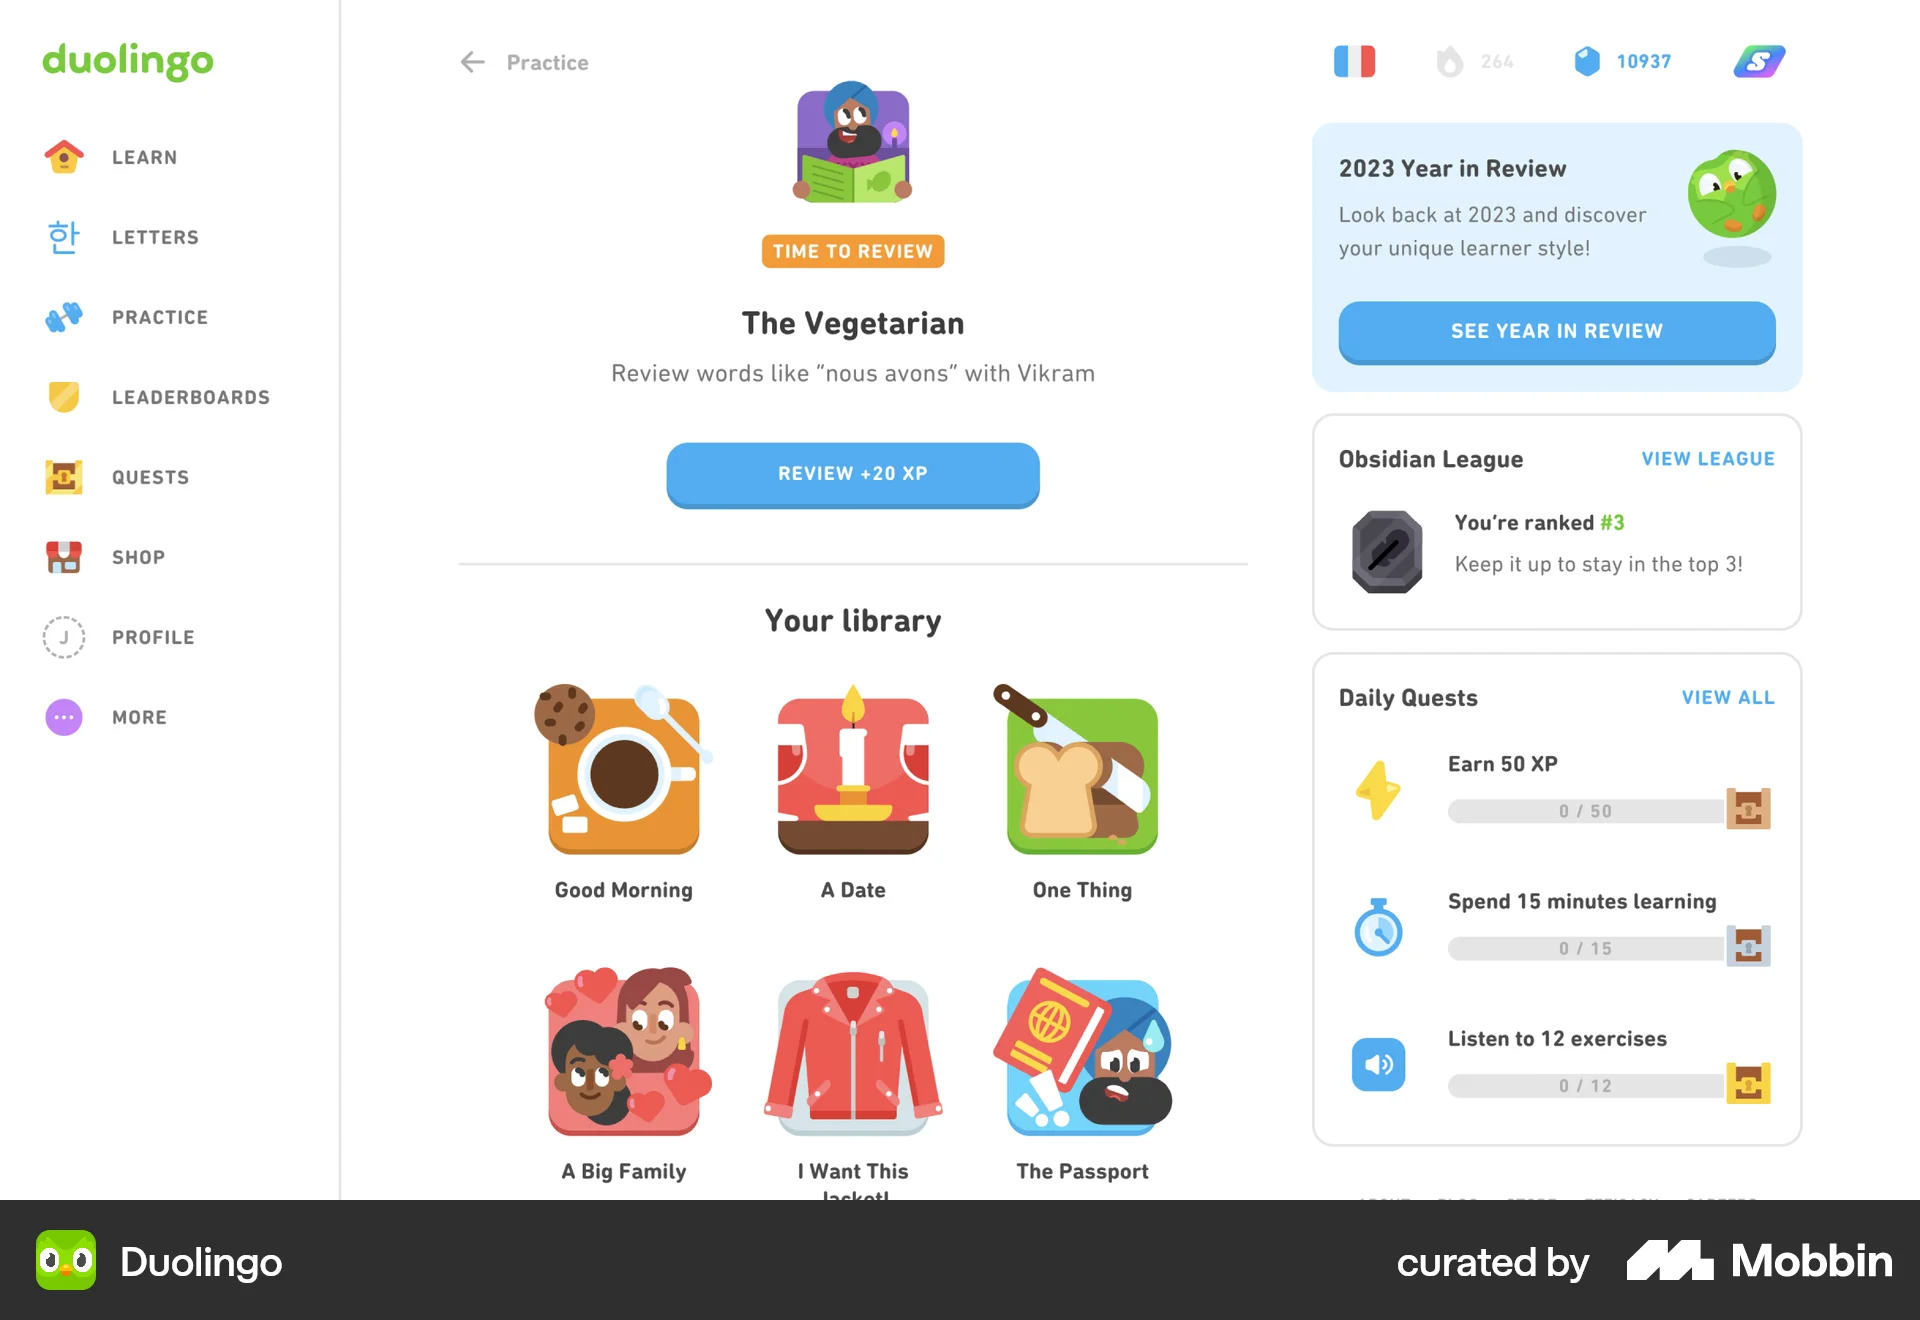 duolingo
LEARN
한 LETTERS
PRACTICE
LEADERBOARDS
QUESTS
SHOP
J PROFILE
MORE
Practice
TIME TO REVIEW
The Vegetarian
Review words like “nous avons” with Vikram
REVIEW +20 XP
Your library
Good Morning
A Date
One Thing
A Big Family
I Want This
Jacket!
The Passport
264
10937
S
2023 Year in Review
Look back at 2023 and discover
your unique learner style!
SEE YEAR IN REVIEW
Obsidian League
VIEW LEAGUE
You’re ranked #3
Keep it up to stay in the top 3!
Daily Quests
VIEW ALL
Earn 50 XP
0 / 50
Spend 15 minutes learning
0 / 15
Listen to 12 exercises
0 / 12
Duolingo
curated by
Mobbin